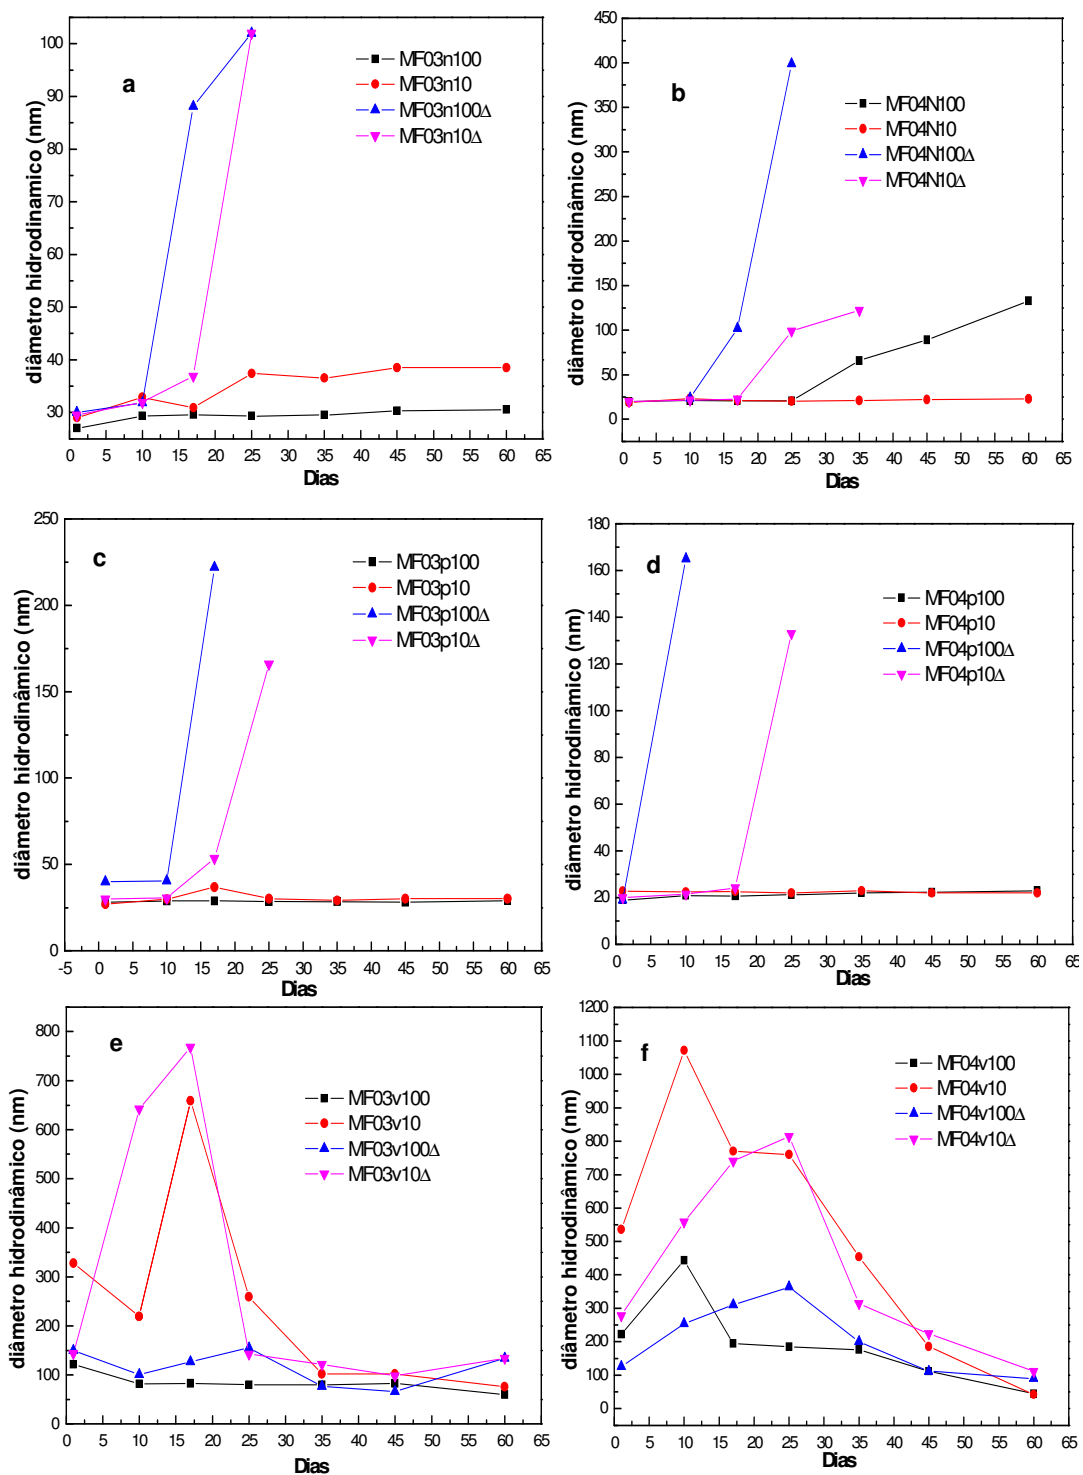 a
MF03n100
MF03n10
MF03n100Δ
MF03n10Δ
diâmetro hidrodinamico (nm)
100
90
80
70
60
50
40
30
0 5 10 15 20 25 30 35 40 45 50 55 60 65
Dias
b
MF04N100
MF04N10
MF04N100Δ
MF04N10Δ
diâmetro hidrodinâmico (nm)
450
400
350
300
250
200
150
100
50
0
0 5 10 15 20 25 30 35 40 45 50 55 60 65
Dias
c
MF03p100
MF03p10
MF03p100Δ
MF03p10Δ
diâmetro hidrodinâmico (nm)
250
200
150
100
50
0
-5 0 5 10 15 20 25 30 35 40 45 50 55 60 65
Dias
d
MF04p100
MF04p10
MF04p100Δ
MF04p10Δ
diâmetro hidrodinâmico (nm)
180
160
140
120
100
80
60
40
20
0
0 5 10 15 20 25 30 35 40 45 50 55 60 65
Dias
e
MF03v100
MF03v10
MF03v100Δ
MF03v10Δ
diâmetro hidrodinâmico (nm)
800
700
600
500
400
300
200
100
0
0 5 10 15 20 25 30 35 40 45 50 55 60 65
Dias
f
MF04v100
MF04v10
MF04v100Δ
MF04v10Δ
diâmetro hidrodinâmico (nm)
1200
1100
1000
900
800
700
600
500
400
300
200
100
0
0 5 10 15 20 25 30 35 40 45 50 55 60 65
Dias